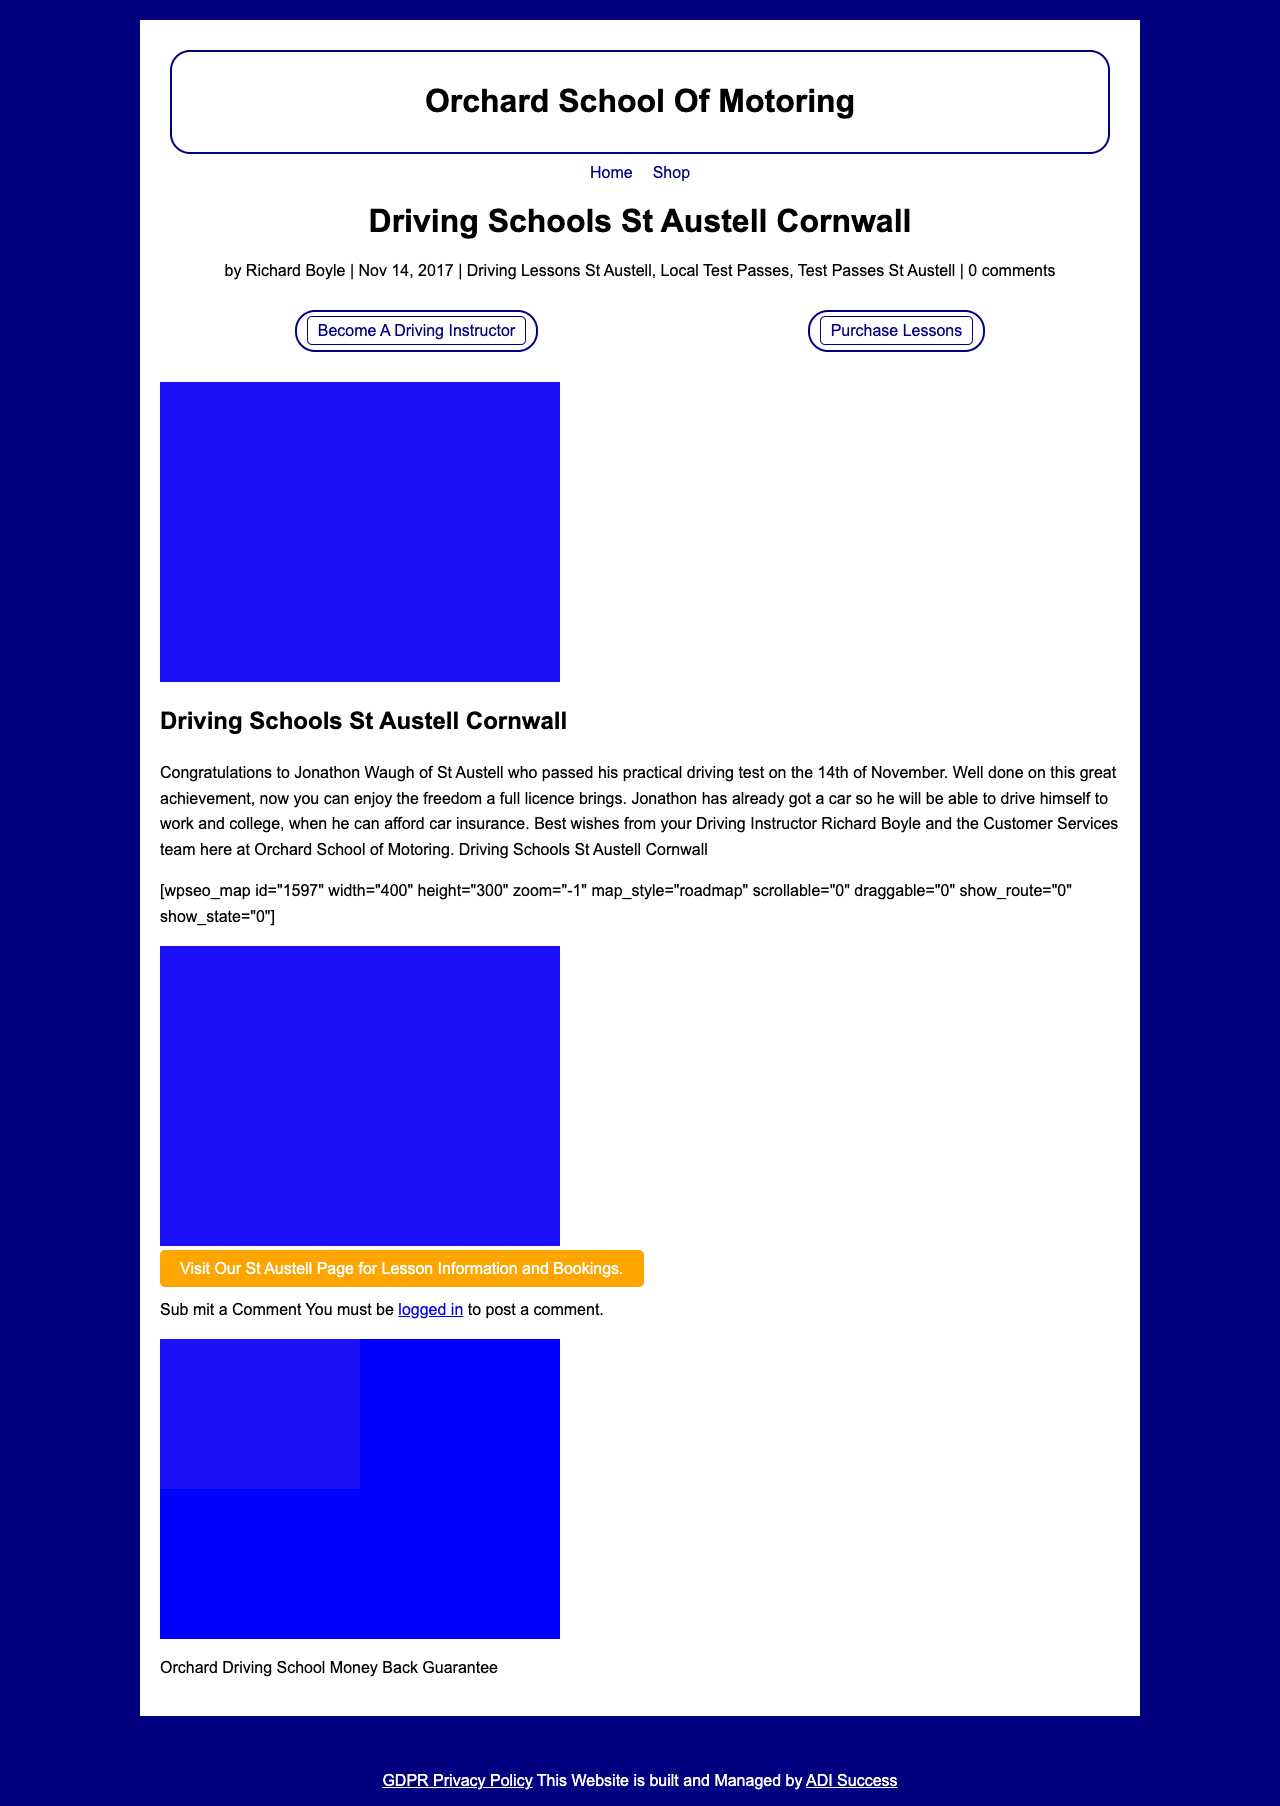 Orchard School Of Motoring
Home Shop
Driving Schools St Austell Cornwall
by Richard Boyle | Nov 14, 2017 | Driving Lessons St Austell, Local Test Passes, Test Passes St Austell | 0 comments
Become A Driving Instructor Purchase Lessons
Driving Schools St Austell Cornwall
Congratulations to Jonathon Waugh of St Austell who passed his practical driving test on the 14th of November. Well done on this great
achievement, now you can enjoy the freedom a full licence brings. Jonathon has already got a car so he will be able to drive himself to
work and college, when he can afford car insurance. Best wishes from your Driving Instructor Richard Boyle and the Customer Services
team here at Orchard School of Motoring. Driving Schools St Austell Cornwall
[wpseo_map id="1597" width="400" height="300" zoom="-1" map_style="roadmap" scrollable="0" draggable="0" show_route="0"
show_state="0"]
Visit Our St Austell Page for Lesson Information and Bookings.
Sub mit a Comment You must be logged in to post a comment.
Orchard Driving School Money Back Guarantee
GDPR Privacy Policy This Website is built and Managed by ADI Success